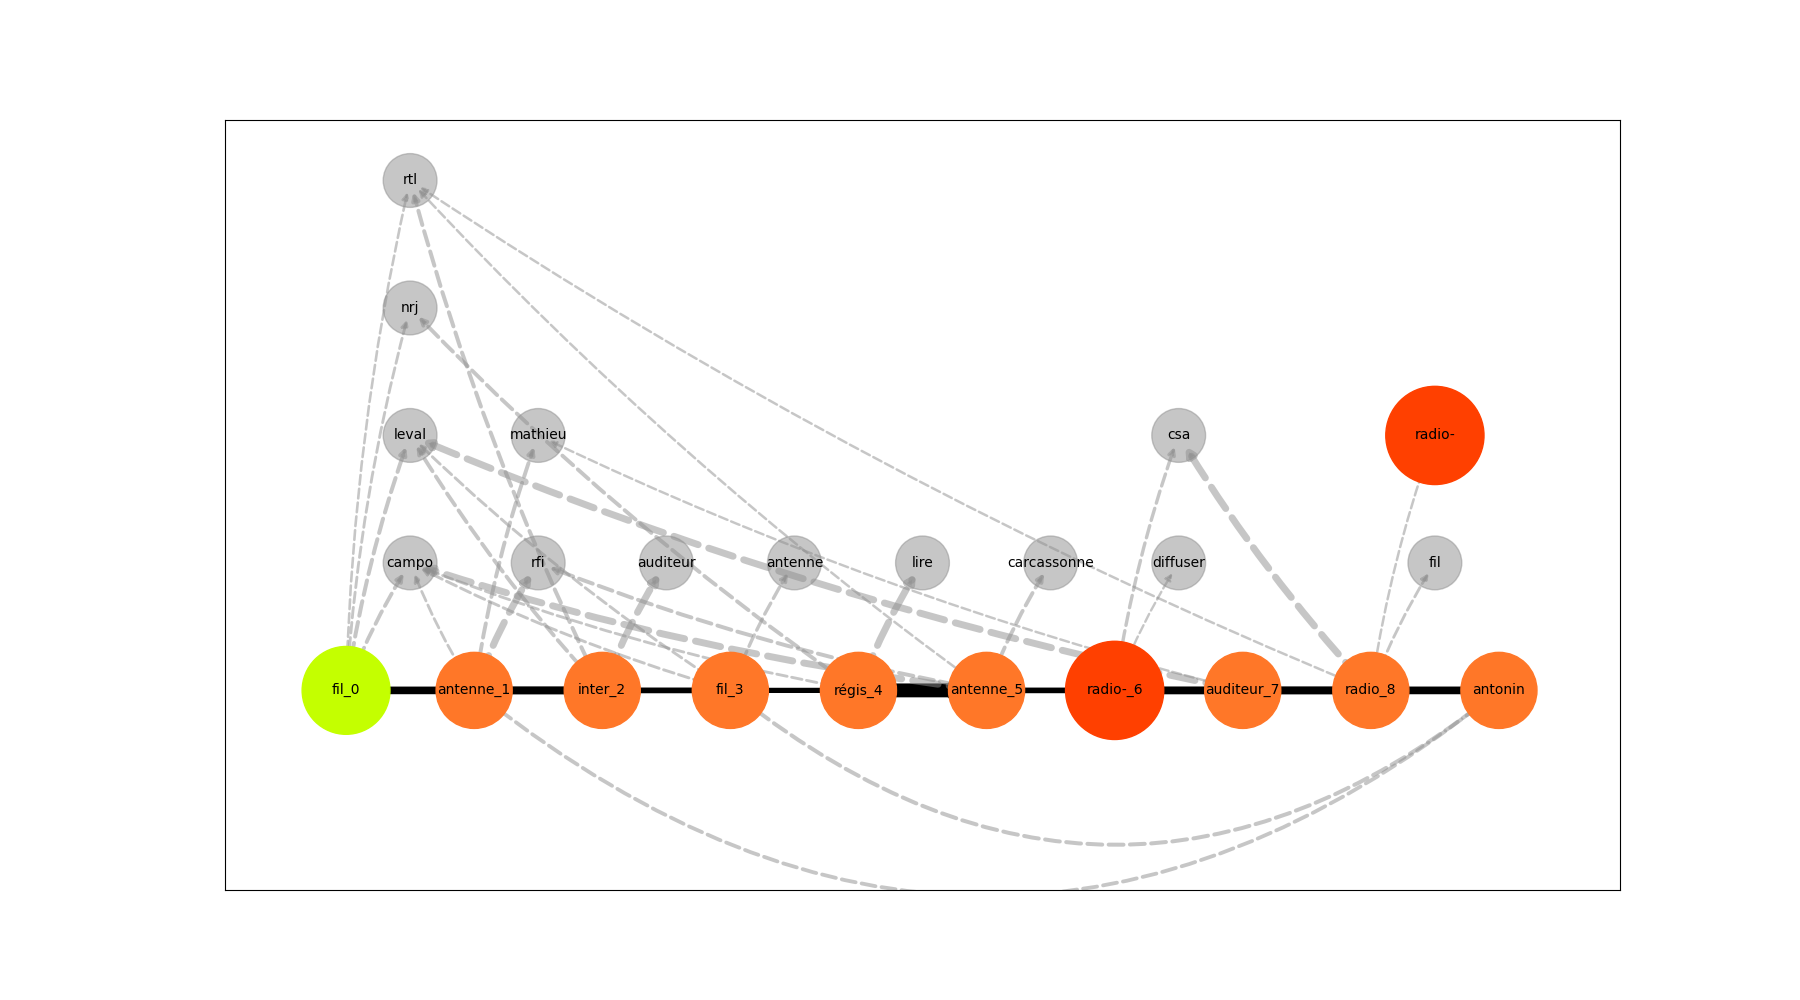 rtl
nrj
leval mathieu csa radio-
campo rfi auditeur antenne lire carcassonne diffuser fil
fil_0 antenne_1 inter_2 fil_3 régis_4 antenne_5 radio-_6 auditeur_7 radio_8 antonin